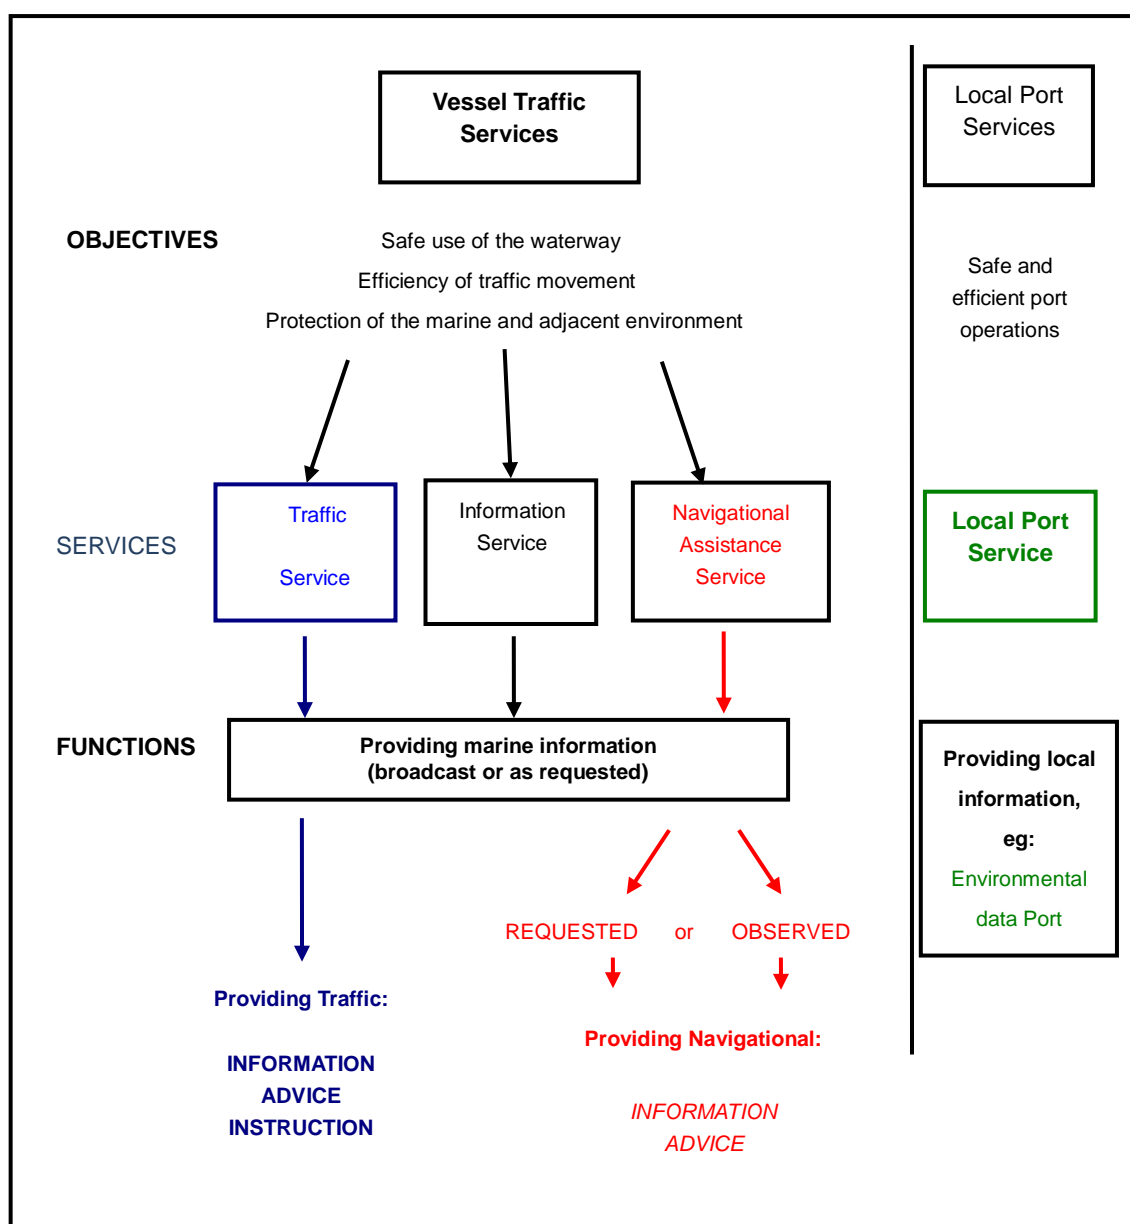 Vessel Traffic
Services
Local Port
Services
OBJECTIVES
Safe use of the waterway
Efficiency of traffic movement
Protection of the marine and adjacent environment
Safe and
efficient port
operations
SERVICES
Traffic
Service
Information
Service
Navigational
Assistance
Service
Local Port
Service
FUNCTIONS
Providing marine information
(broadcast or as requested)
Providing local
information,
eg:
Environmental
data Port
REQUESTED or OBSERVED
Providing Traffic:
INFORMATION
ADVICE
INSTRUCTION
Providing Navigational:
INFORMATION
ADVICE